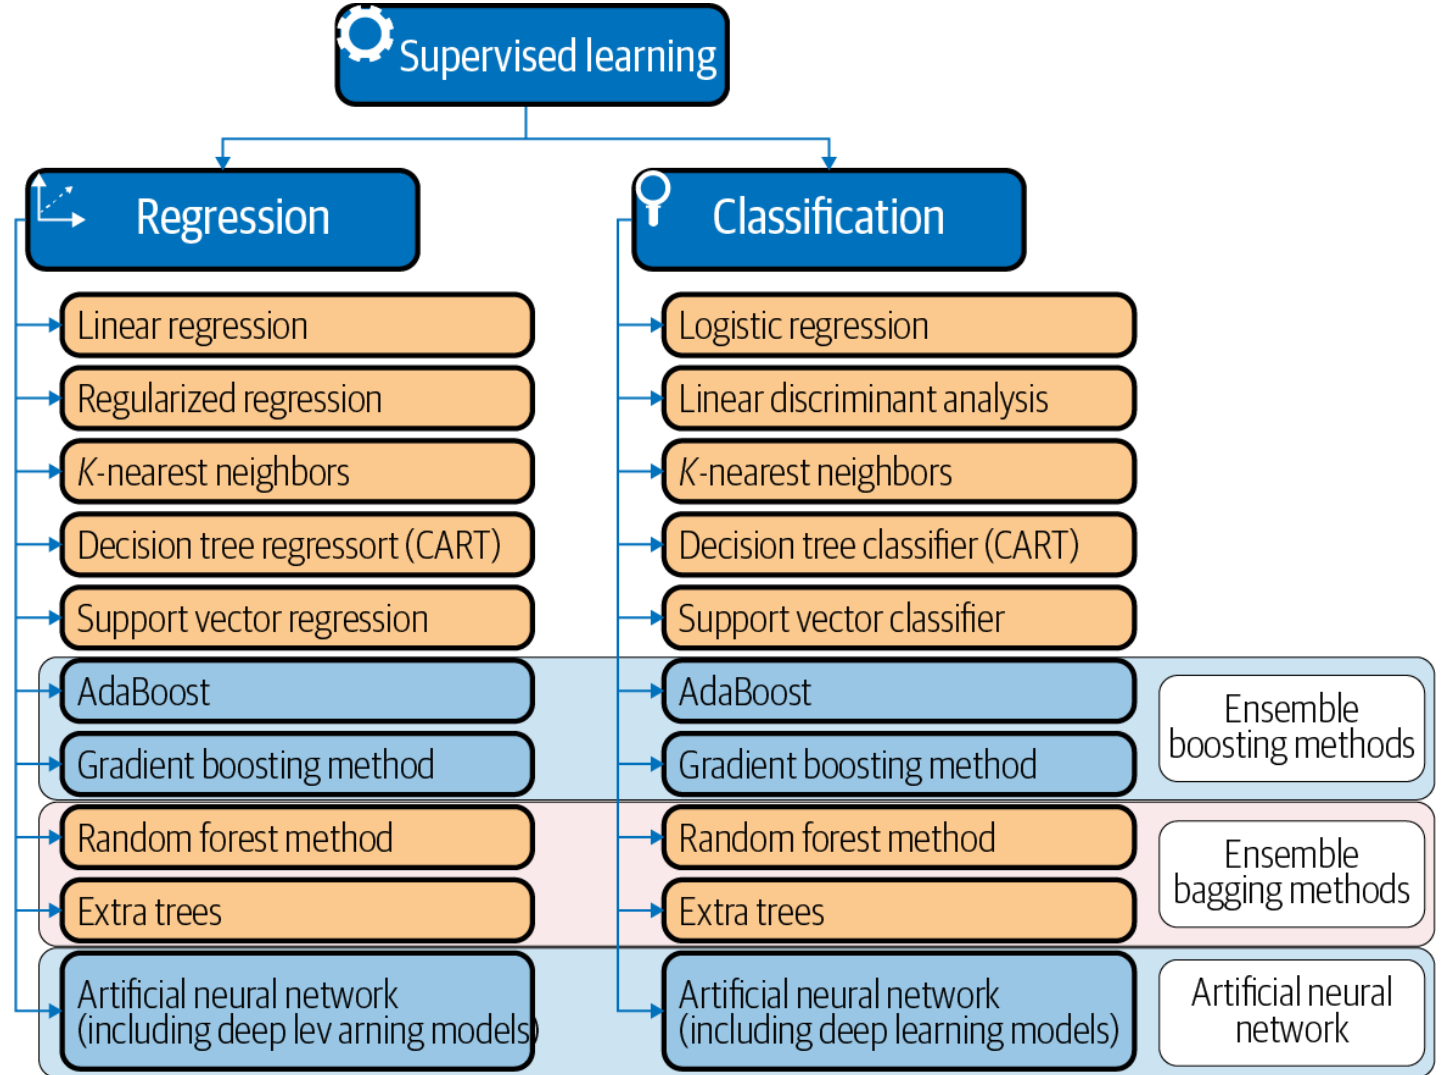 Supervised learning
Regression
Linear regression
Regularized regression
K-nearest neighbors
Decision tree regressort (CART)
Support vector regression
AdaBoost
Gradient boosting method
Random forest method
Extra trees
Artificial neural network
(including deep lev arning models)
Classification
Logistic regression
Linear discriminant analysis
K-nearest neighbors
Decision tree classifier (CART)
Support vector classifier
AdaBoost
Gradient boosting method
Random forest method
Extra trees
Artificial neural network
(including deep learning models)
Ensemble
boosting methods
Ensemble
bagging methods
Artificial neural
network